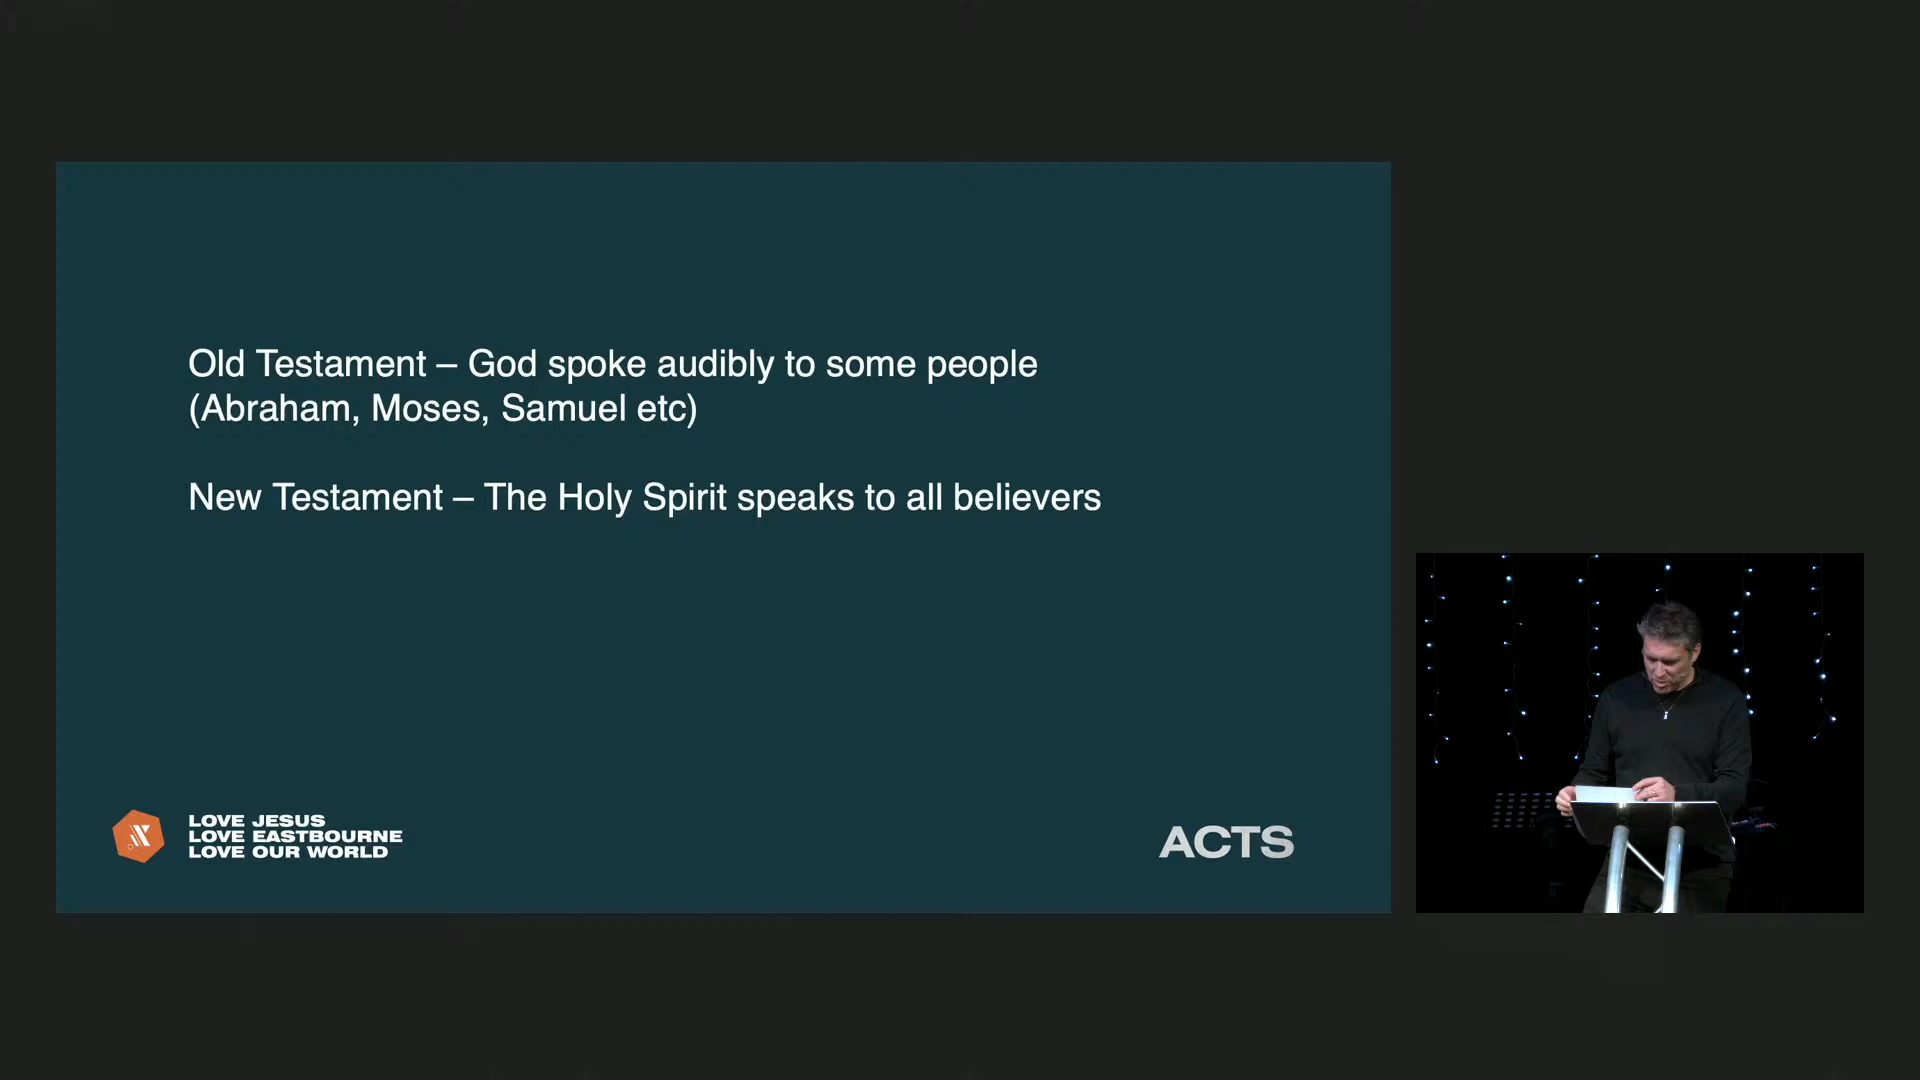 Old Testament – God spoke audibly to some people
(Abraham, Moses, Samuel etc)
New Testament – The Holy Spirit speaks to all believers
LOVE JESUS
LOVE EASTBOURNE
LOVE OUR WORLD
ACTS